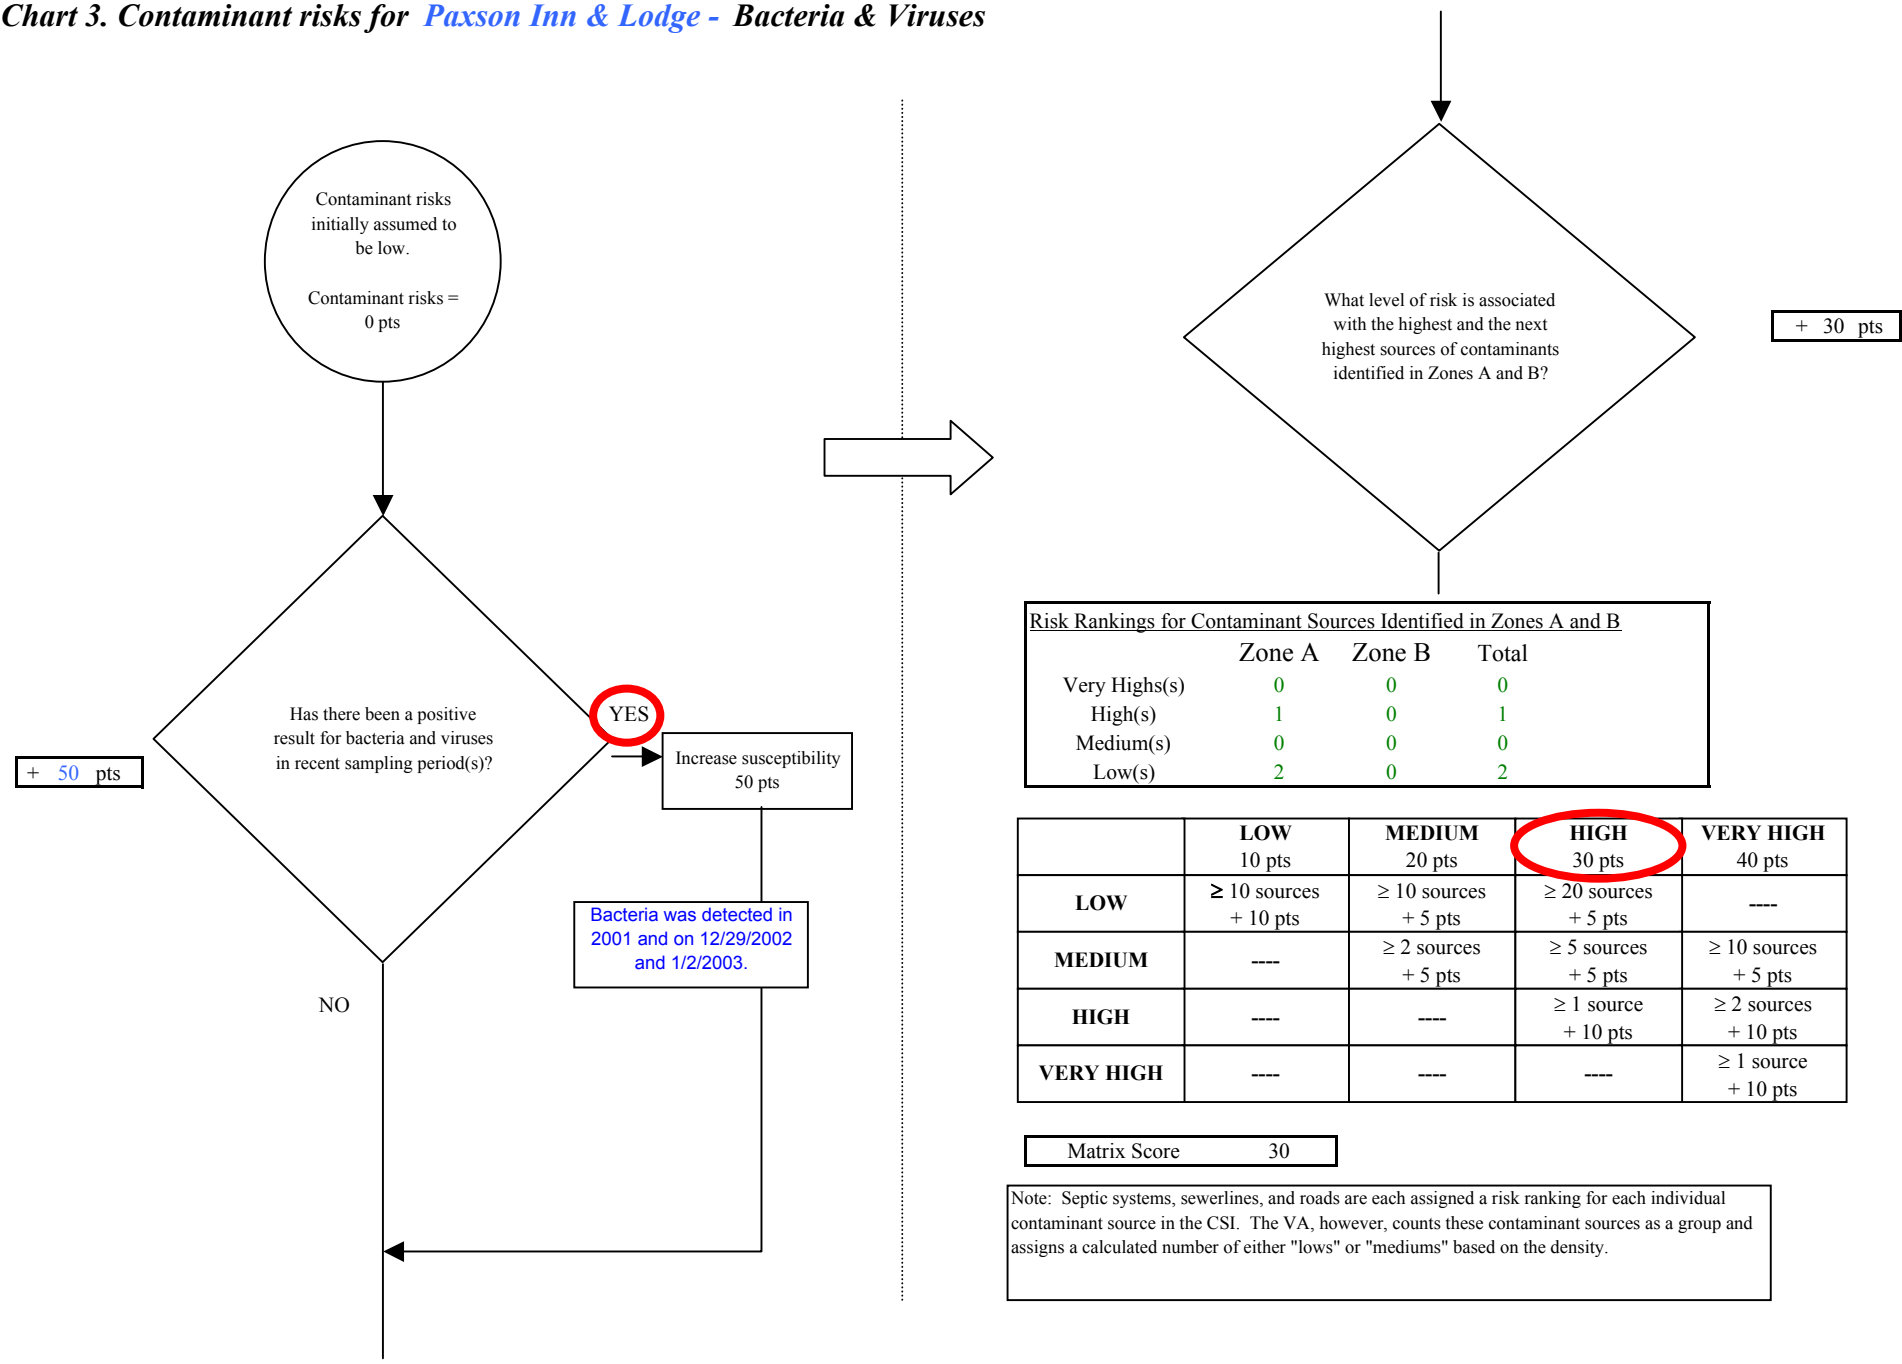 Chart 3. Contaminant risks for Paxson Inn & Lodge - Bacteria & Viruses
Contaminant risks
initially assumed to
be low.
Contaminant risks =
0 pts
Has there been a positive
result for bacteria and viruses
in recent sampling period(s)?
+ 50 pts
YES
Increase susceptibility
50 pts
Bacteria was detected in
2001 and on 12/29/2002
and 1/2/2003.
NO
What level of risk is associated
with the highest and the next
highest sources of contaminants
identified in Zones A and B?
+ 30 pts
Risk Rankings for Contaminant Sources Identified in Zones A and B
Zone A Zone B Total
Very Highs(s) 0 0 0
High(s) 1 0 1
Medium(s) 0 0 0
Low(s) 2 0 2
LOW MEDIUM HIGH VERY HIGH
10 pts 20 pts 30 pts 40 pts
LOW ≥ 10 sources + 10 pts ≥ 10 sources + 5 pts ≥ 20 sources + 5 pts ----
MEDIUM ---- ≥ 2 sources + 5 pts ≥ 5 sources + 5 pts ≥ 10 sources + 5 pts
HIGH ---- ---- ≥ 1 source + 10 pts ≥ 2 sources + 10 pts
VERY HIGH ---- ---- ---- ≥ 1 source + 10 pts
Matrix Score 30
Note: Septic systems, sewerlines, and roads are each assigned a risk ranking for each individual
contaminant source in the CSI. The VA, however, counts these contaminant sources as a group and
assigns a calculated number of either "lows" or "mediums" based on the density.